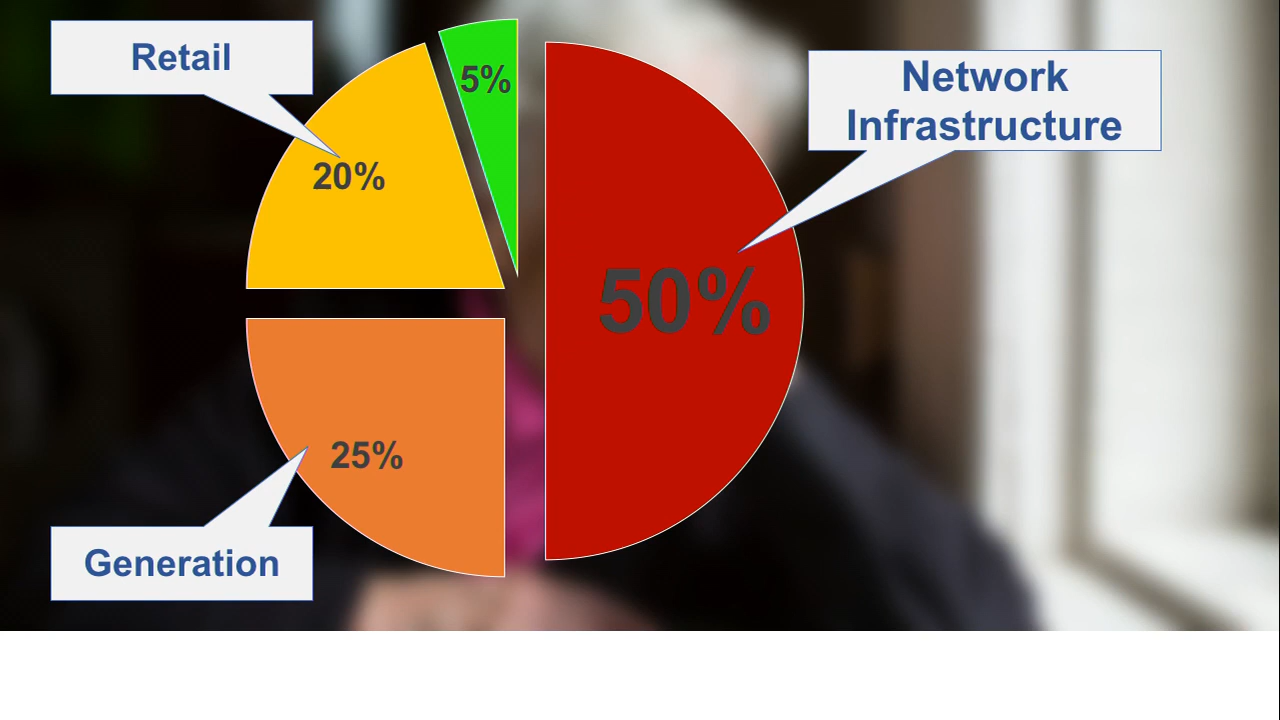 Retail
5%
Network
Infrastructure
20%
50%
25%
Generation